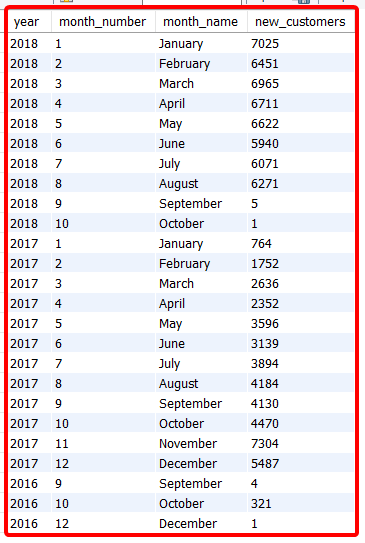 year month_number month_name new_customers
2018 1 January 7025
2018 2 February 6451
2018 3 March 6965
2018 4 April 6711
2018 5 May 6622
2018 6 June 5940
2018 7 July 6071
2018 8 August 6271
2018 9 September 5
2018 10 October 1
2017 1 January 764
2017 2 February 1752
2017 3 March 2636
2017 4 April 2352
2017 5 May 3596
2017 6 June 3139
2017 7 July 3894
2017 8 August 4184
2017 9 September 4130
2017 10 October 4470
2017 11 November 7304
2017 12 December 5487
2016 9 September 4
2016 10 October 321
2016 12 December 1